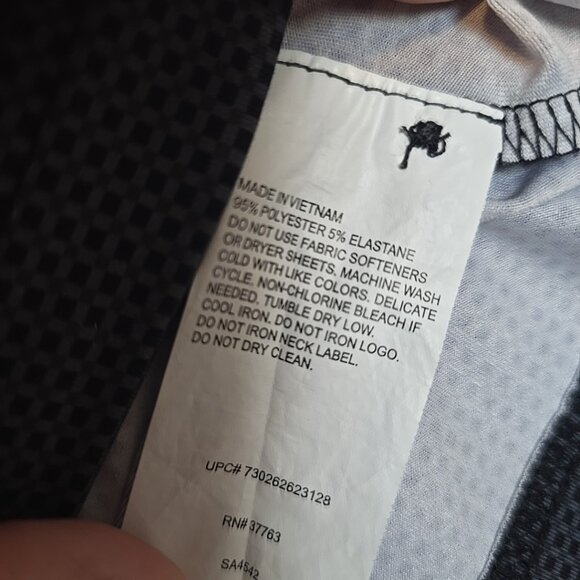 MADE IN VIETNAM
95% POLYESTER 5% ELASTANE
DO NOT USE FABRIC SOFTENERS
OR DRYER SHEETS. MACHINE WASH
COLD WITH LIKE COLORS. DELICATE
CYCLE. NON-CHLORINE BLEACH IF
NEEDED. TUMBLE DRY LOW.
COOL IRON. DO NOT IRON LOGO.
DO NOT IRON NECK LABEL.
DO NOT DRY CLEAN.
UPC# 730262623128
RN# 37763
SA4642